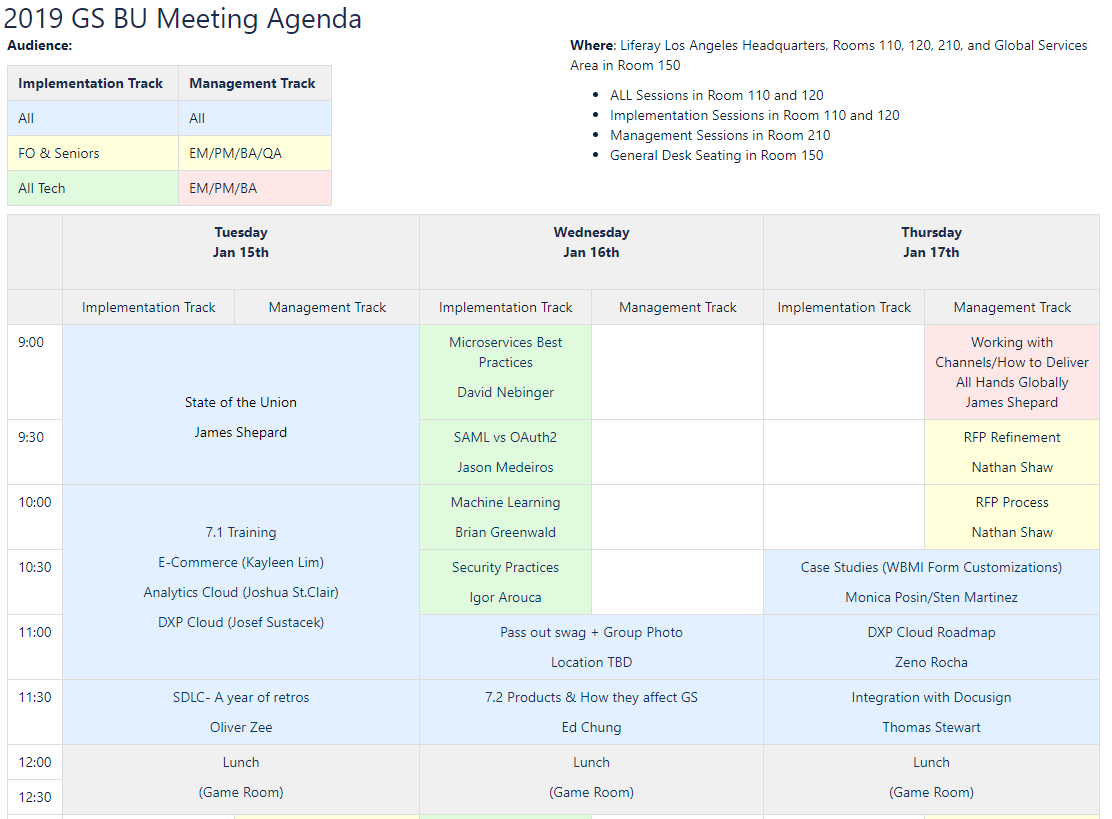 2019 GS BU Meeting Agenda
Audience:
Implementation Track Management Track
All All
FO & Seniors EM/PM/BA/QA
All Tech EM/PM/BA
Where: Liferay Los Angeles Headquarters, Rooms 110, 120, 210, and Global Services
Area in Room 150
• ALL Sessions in Room 110 and 120
• Implementation Sessions in Room 110 and 120
• Management Sessions in Room 210
• General Desk Seating in Room 150
Tuesday
Jan 15th
Wednesday
Jan 16th
Thursday
Jan 17th
Implementation Track Management Track Implementation Track Management Track Implementation Track Management Track
9:00
State of the Union
James Shepard
Microservices Best
Practices
David Nebinger
Working with
Channels/How to Deliver
All Hands Globally
James Shepard
9:30
SAML vs OAuth2
Jason Medeiros
RFP Refinement
Nathan Shaw
10:00
7.1 Training
E-Commerce (Kayleen Lim)
Analytics Cloud (Joshua St.Clair)
DXP Cloud (Josef Sustacek)
Machine Learning
Brian Greenwald
RFP Process
Nathan Shaw
10:30
Security Practices
Igor Arouca
Case Studies (WBMI Form Customizations)
Monica Posin/Sten Martinez
11:00
Pass out swag + Group Photo
Location TBD
DXP Cloud Roadmap
Zeno Rocha
11:30
SDLC- A year of retros
Oliver Zee
7.2 Products & How they affect GS
Ed Chung
Integration with Docusign
Thomas Stewart
12:00
Lunch
(Game Room)
Lunch
(Game Room)
Lunch
(Game Room)
12:30